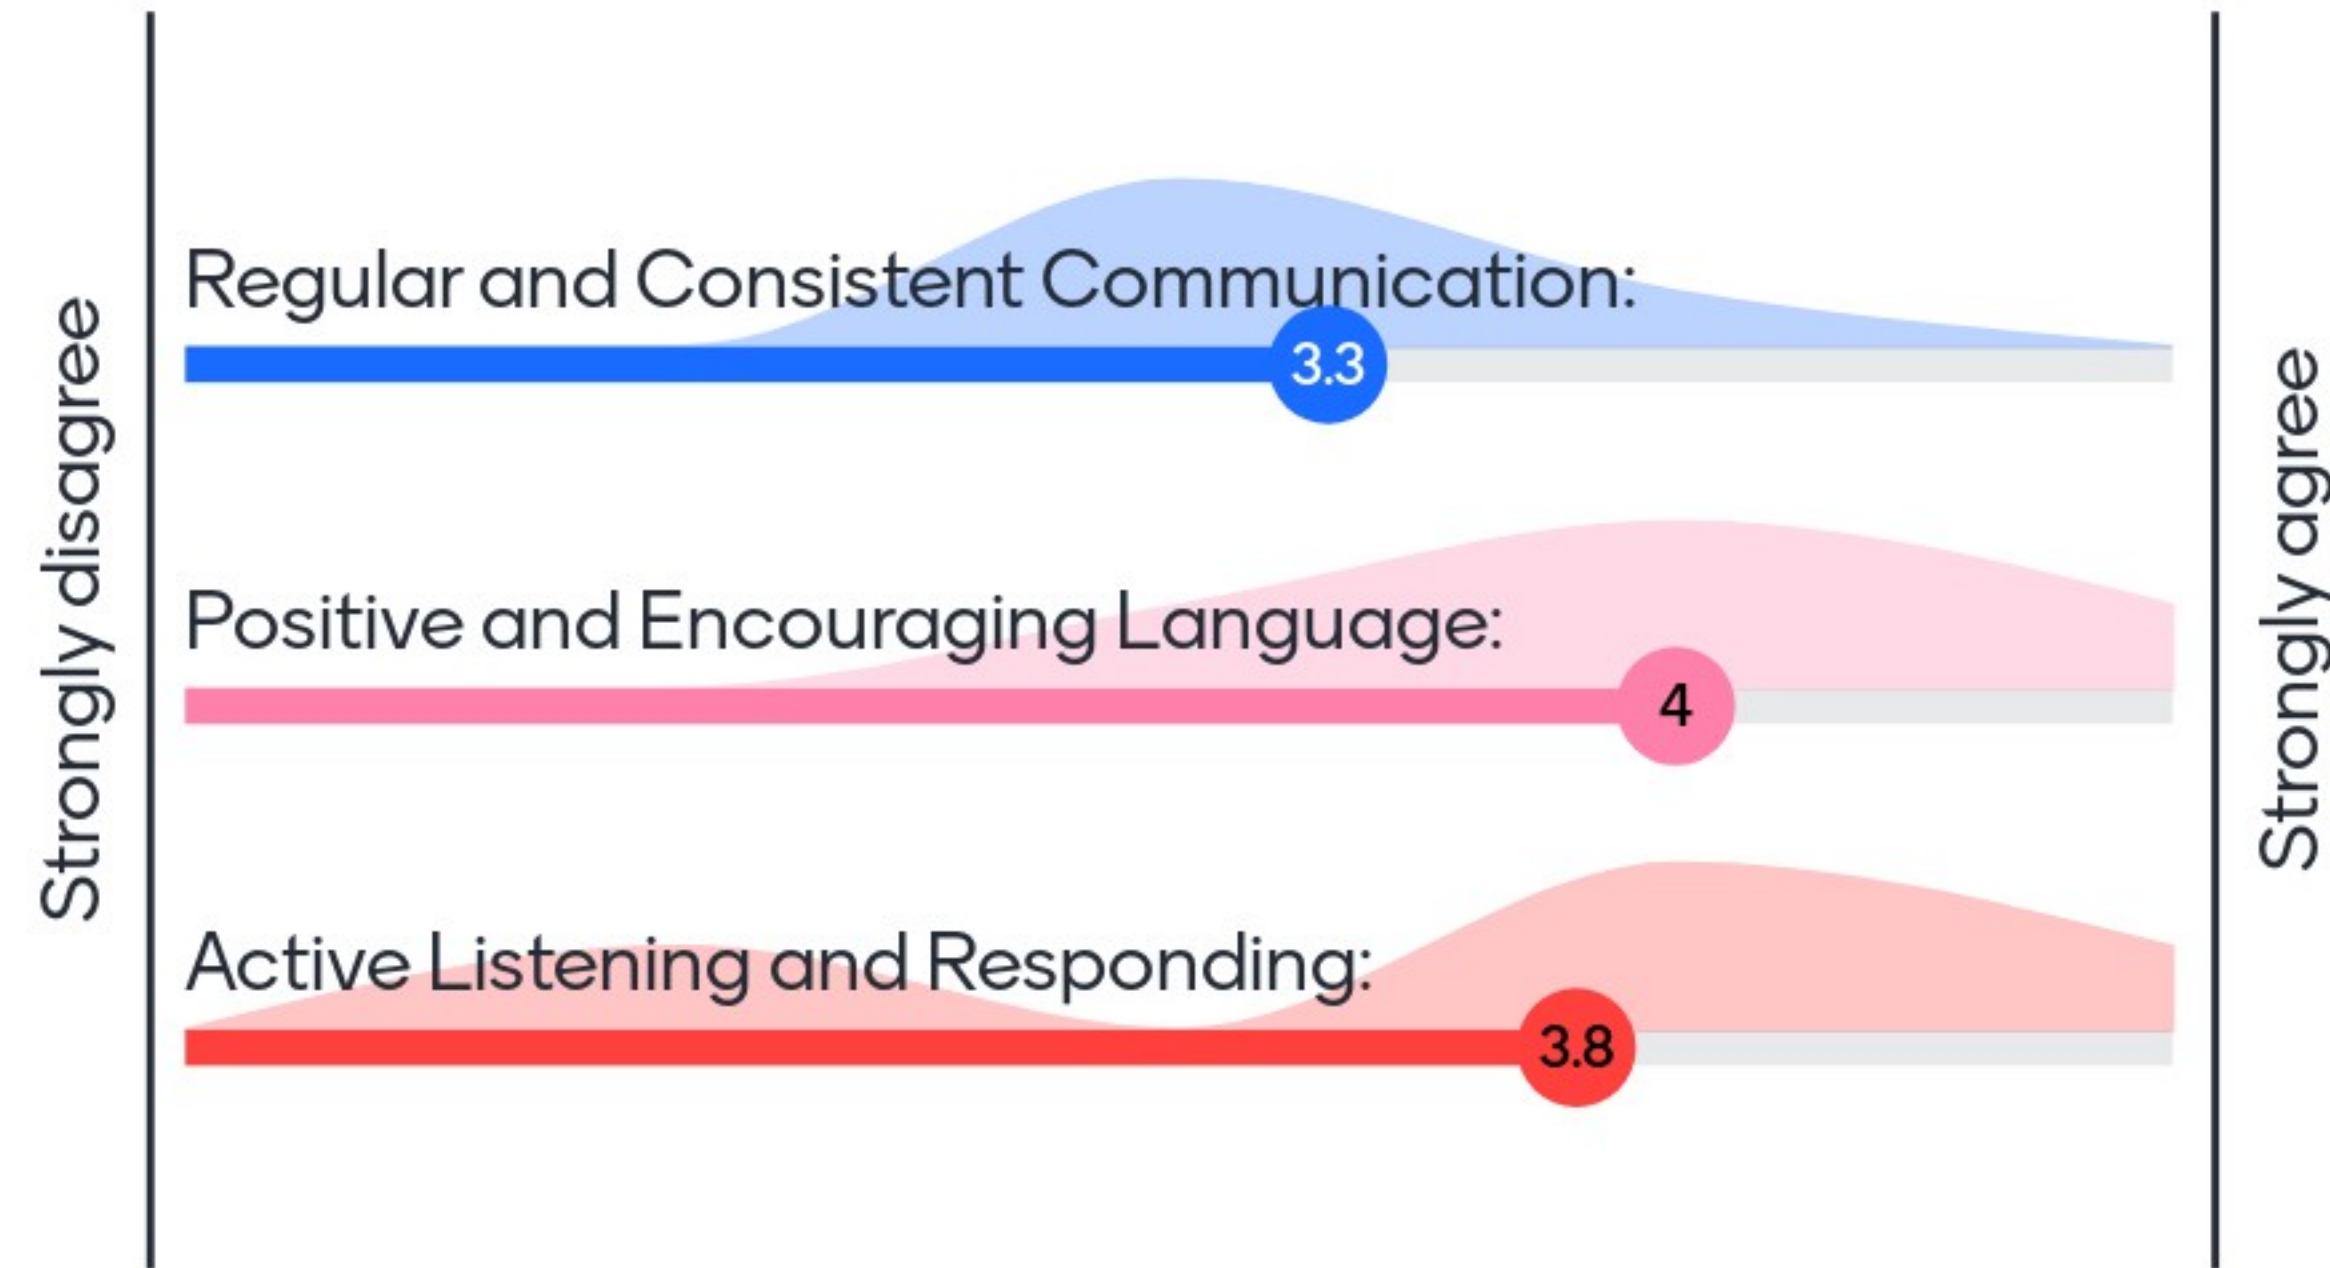 Strongly disagree
Regular and Consistent Communication:
3.3
Positive and Encouraging Language:
4
Active Listening and Responding:
3.8
Strongly agree